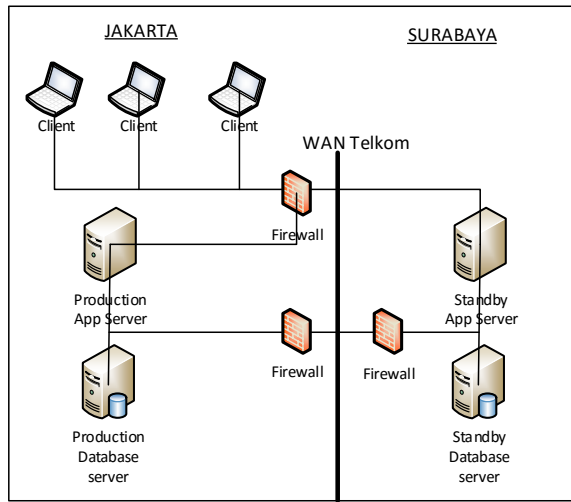 JAKARTA
SURABAYA
Client
Client
Client
WAN Telkom
Firewall
Production
App Server
Standby
App Server
Firewall
Firewall
Production
Database
server
Standby
Database
server